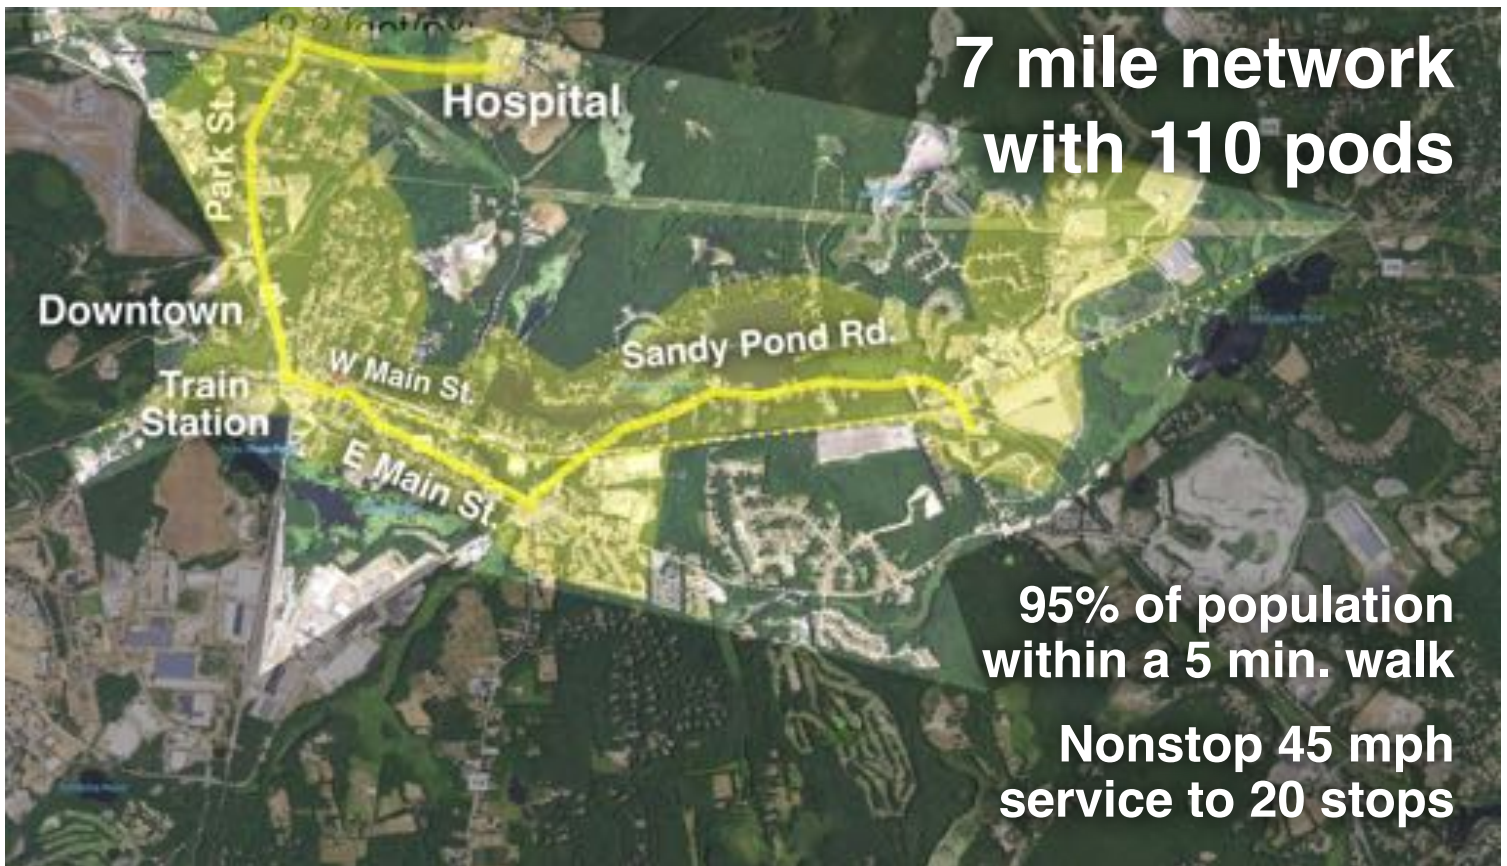 7 mile network
with 110 pods
Hospital
Park St.
Downtown
Train
Station
W Main St.
E Main St.
Sandy Pond Rd.
95% of population
within a 5 min. walk
Nonstop 45 mph
service to 20 stops